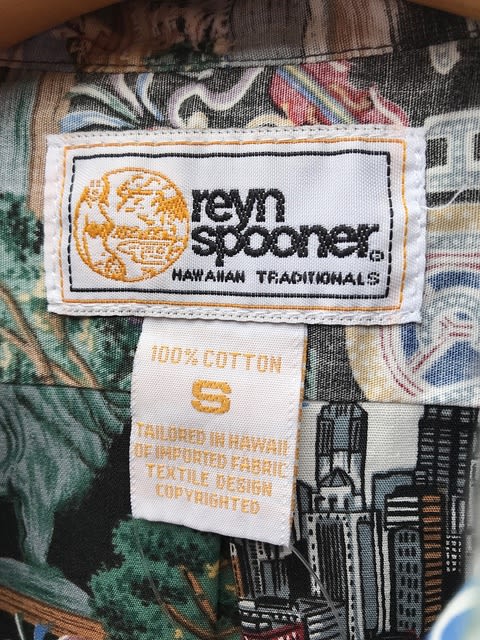 reyn
spooner®
HAWAIIAN TRADITIONALS
100% COTTON
S
TAILORED IN HAWAII
OF IMPORTED FABRIC
TEXTILE DESIGN
COPYRIGHTED